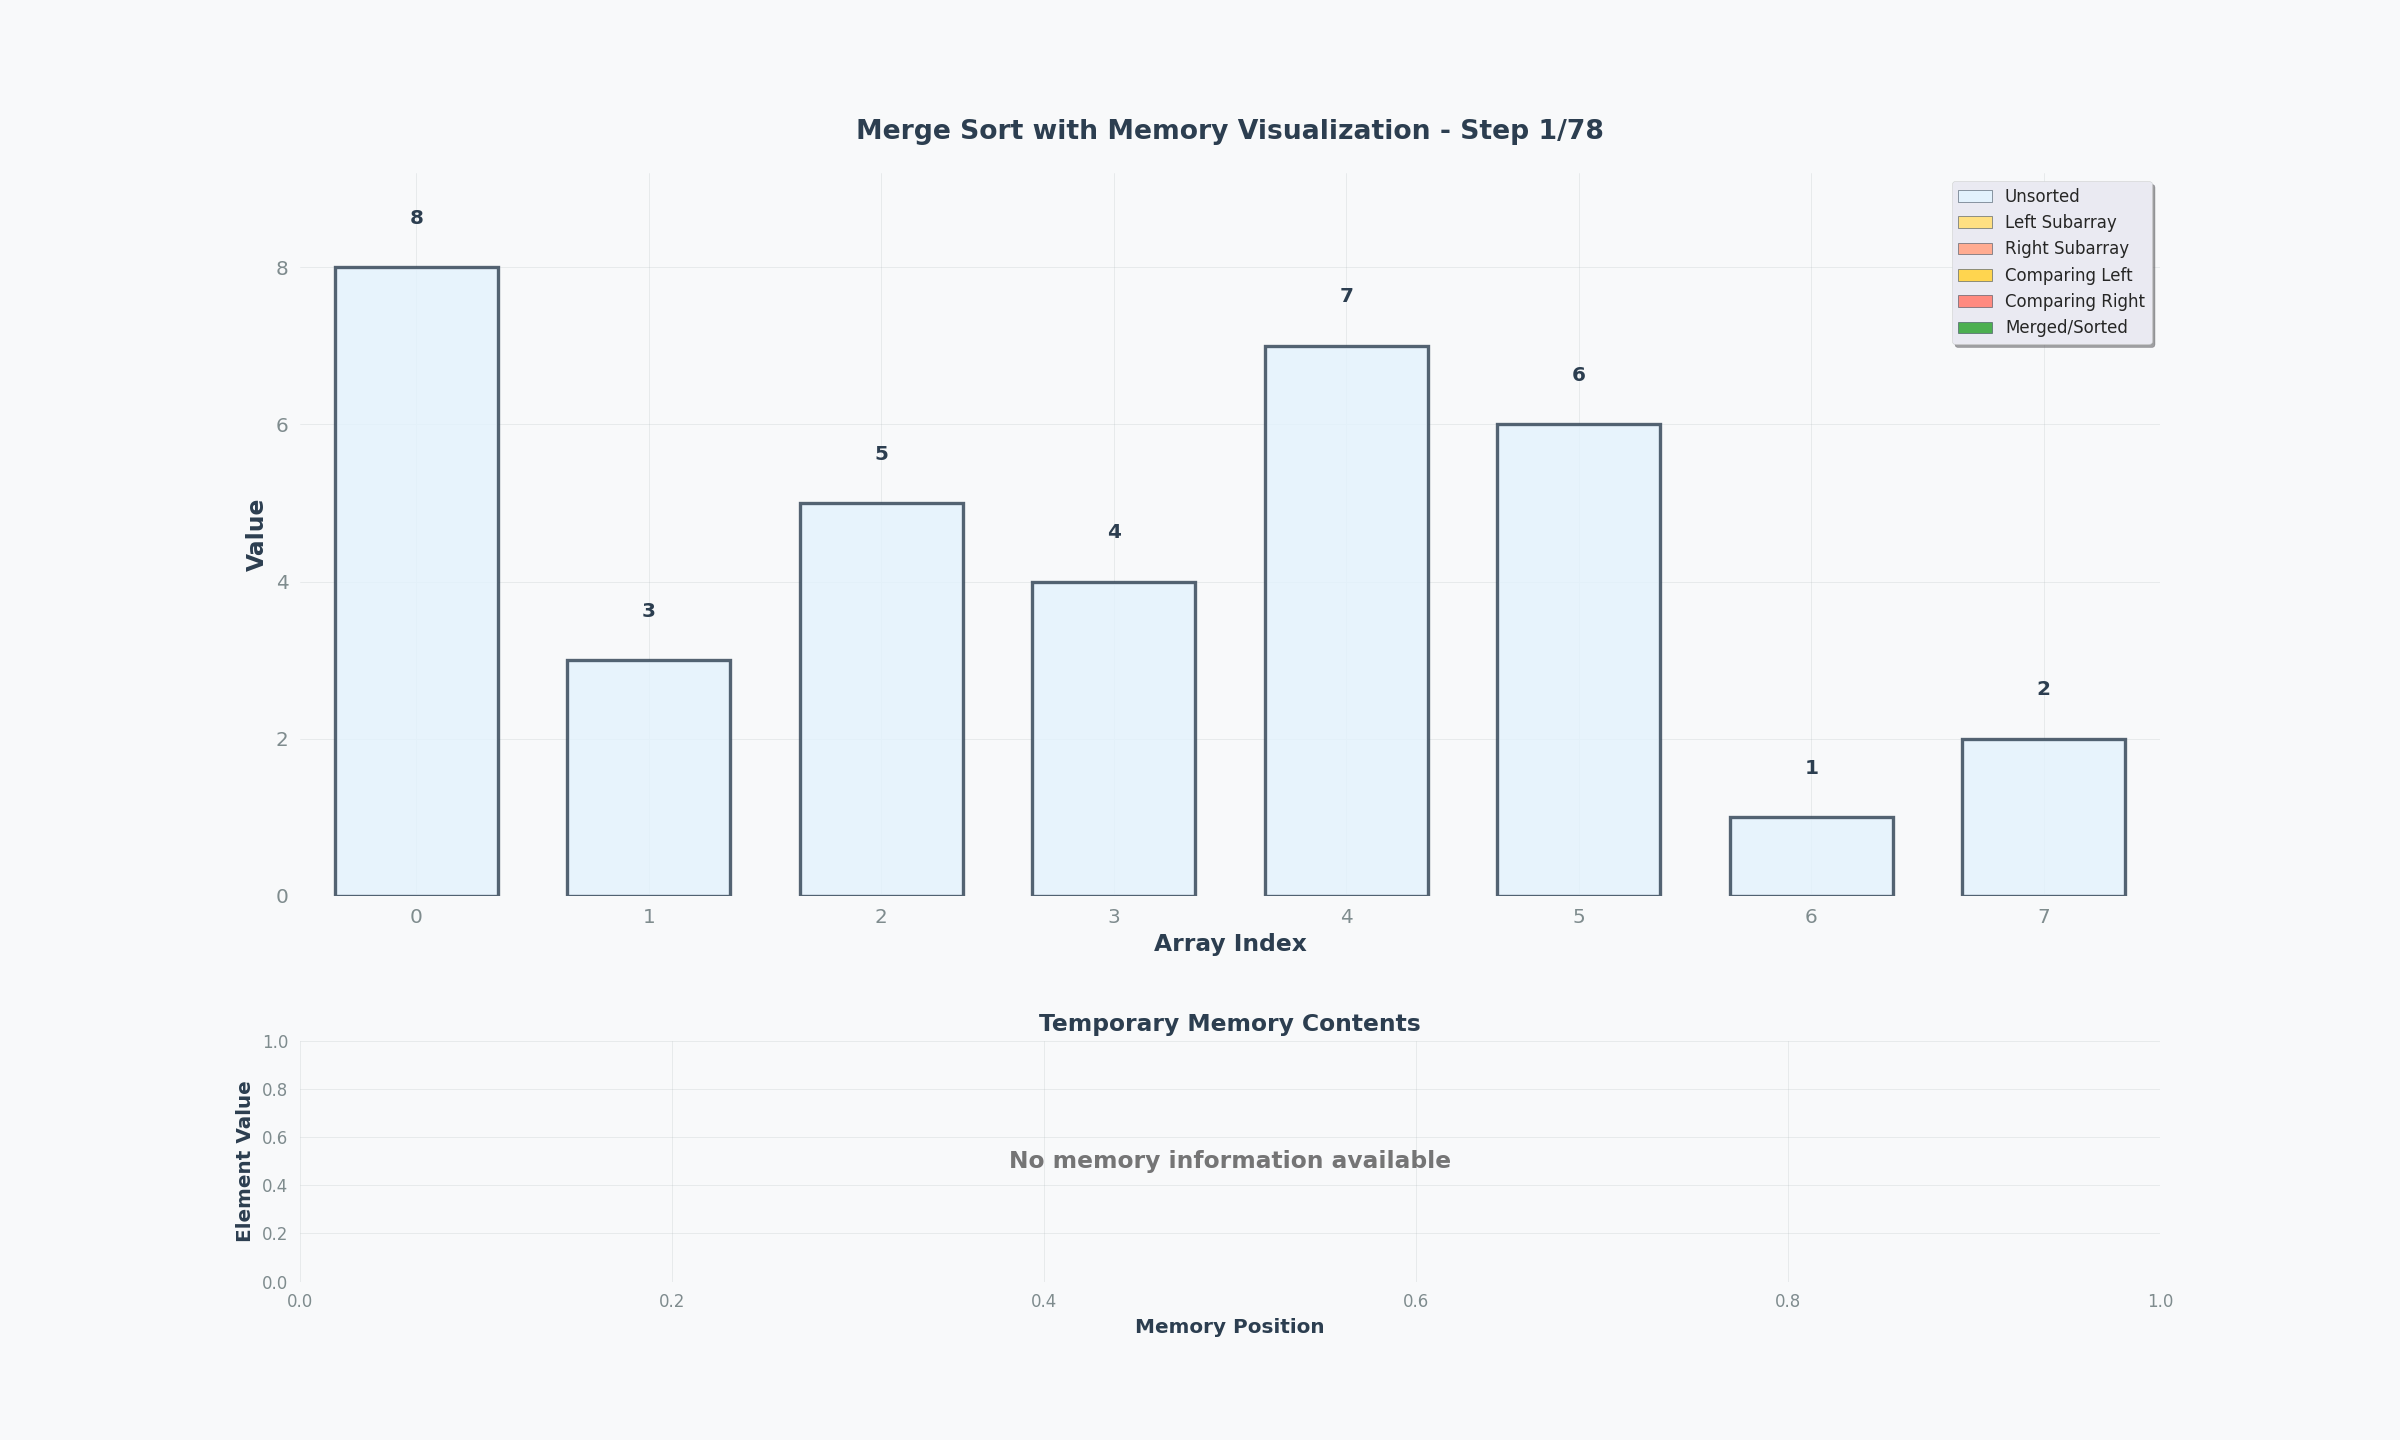 Merge Sort with Memory Visualization - Step 1/78
Unsorted
Left Subarray
Right Subarray
Comparing Left
Comparing Right
Merged/Sorted
8
3
5
4
7
6
1
2
Value
8
6
4
2
0
0 1 2 3 4 5 6 7
Array Index
Temporary Memory Contents
Element Value
1.0
0.8
0.6
0.4
0.2
0.0
No memory information available
0.0 0.2 0.4 0.6 0.8 1.0
Memory Position